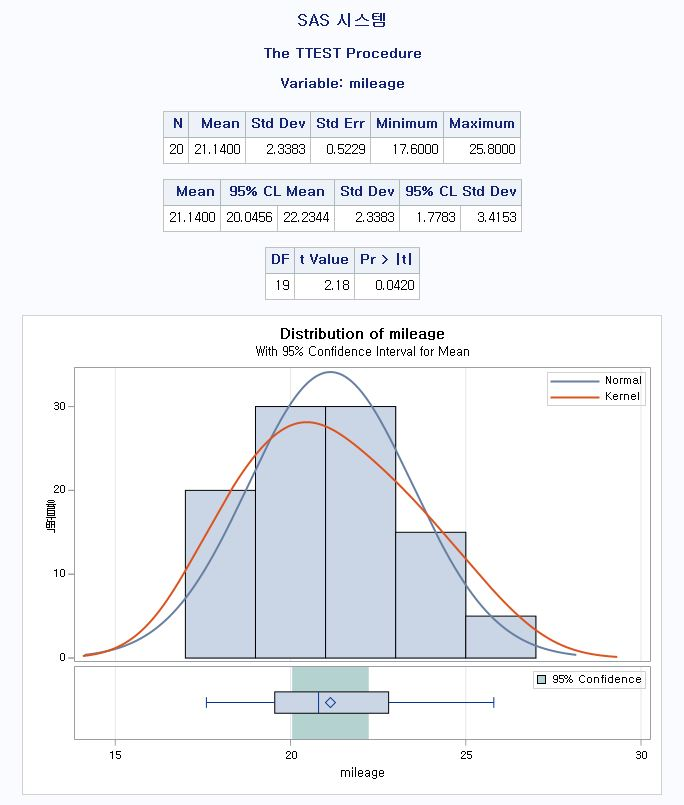 SAS 시스템
The TTEST Procedure
Variable: mileage
N Mean Std Dev Std Err Minimum Maximum
20 21.1400 2.3383 0.5229 17.6000 25.8000
Mean 95% CL Mean Std Dev 95% CL Std Dev
21.1400 20.0456 22.2344 2.3383 1.7783 3.4153
DF t Value Pr > |t|
19 2.18 0.0420
Distribution of mileage
With 95% Confidence Interval for Mean
Normal
Kernel
30
20
10
0
95% Confidence
15 20 25 30
mileage